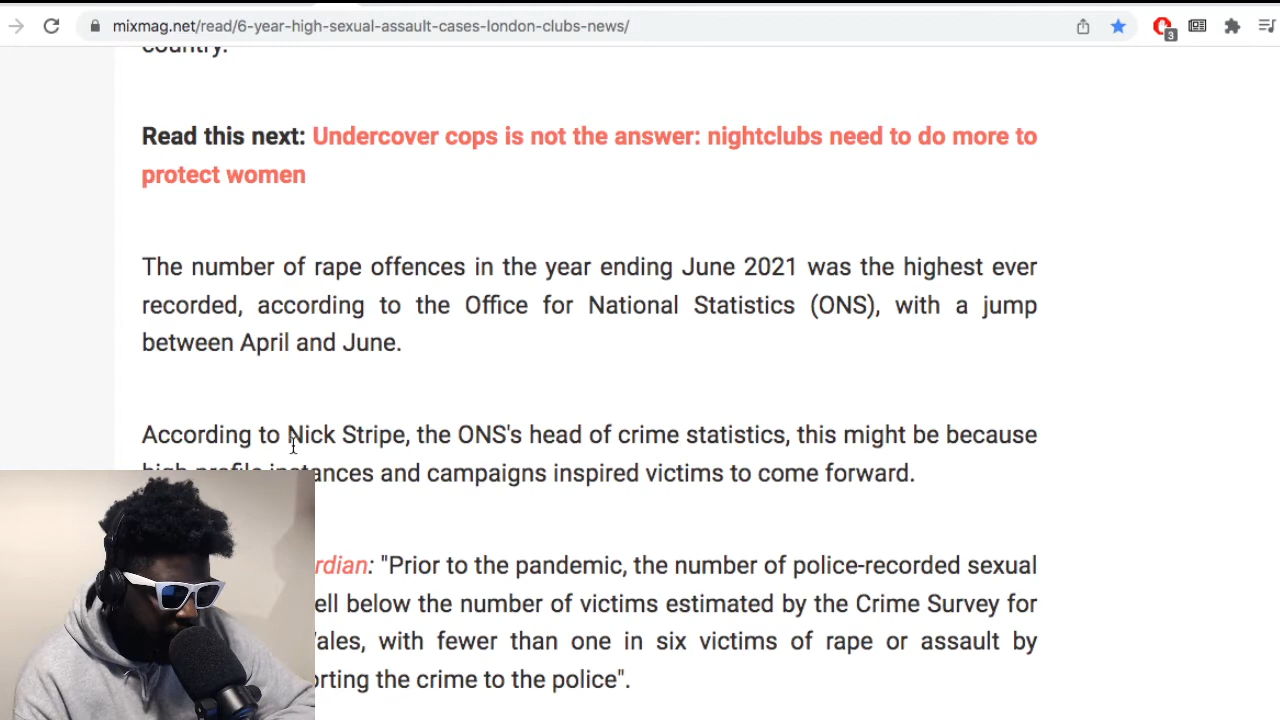 mixmag.net/read/6-year-high-sexual-assault-cases-london-clubs-news/
3
country.
Read this next: Undercover cops is not the answer: nightclubs need to do more to
protect women
The number of rape offences in the year ending June 2021 was the highest ever
recorded, according to the Office for National Statistics (ONS), with a jump
between April and June.
According to Nick Stripe, the ONS's head of crime statistics, this might be because
high profile instances and campaigns inspired victims to come forward.
rdian: "Prior to the pandemic, the number of police-recorded sexual
ell below the number of victims estimated by the Crime Survey for
ales, with fewer than one in six victims of rape or assault by
orting the crime to the police".